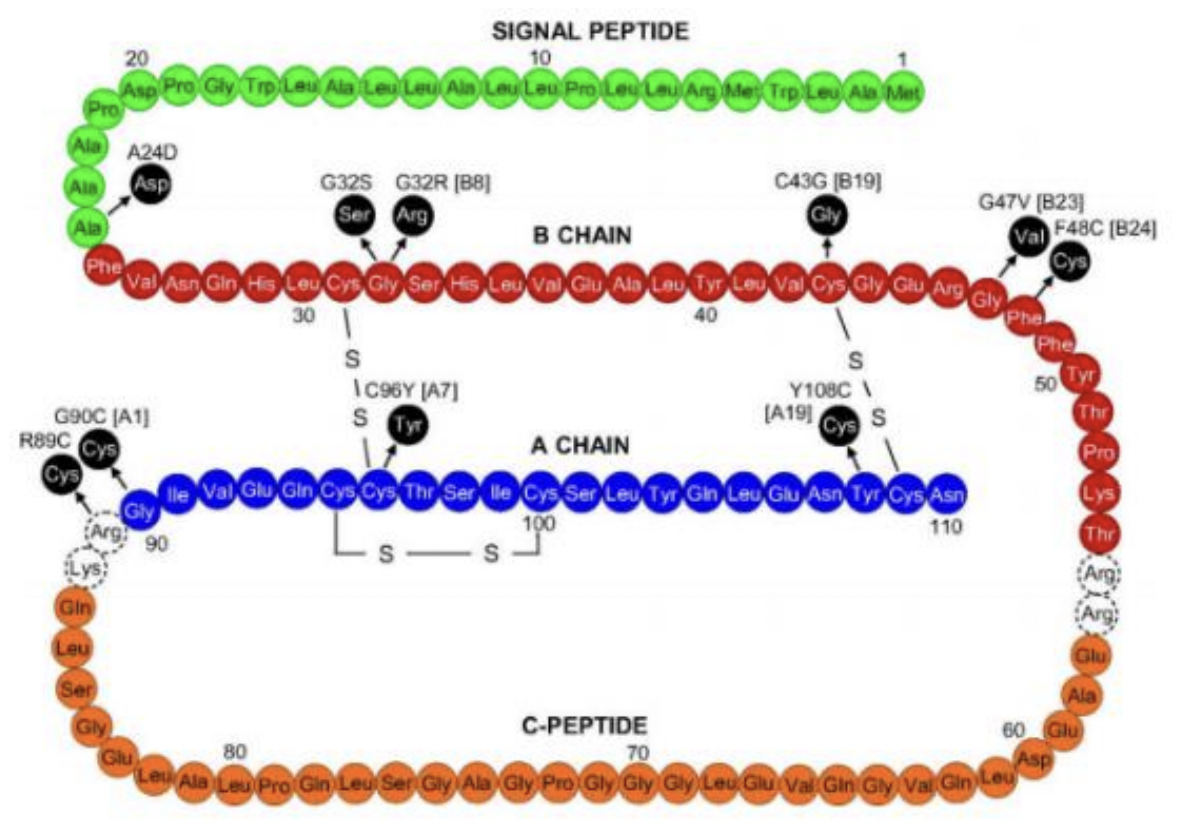 SIGNAL PEPTIDE
20 10 1
Asp Pro Gly Trp Leu Ala Leu Leu Ala Leu Leu Pro Leu Leu Arg Met Trp Leu Ala Met
Pro
Ala
Ala
Ala
A24D
Asp
G32S
Ser
G32R [B8]
Arg
C43G [B19]
Gly
G47V [B23]
Val
F48C [B24]
Cys
B CHAIN
Phe Val Asn Gln His Leu Cys Gly Ser His Leu Val Glu Ala Leu Tyr Leu Val Cys Gly Glu Arg Gly Phe Phe Tyr Thr Pro Lys Thr
30 40 50
S
S
S
S
C96Y [A7]
Tyr
Y108C
[A19]
Cys
G90C [A1]
Cys
R89C
Cys
A CHAIN
Gly Ile Val Glu Gln Cys Cys Thr Ser Ile Cys Ser Leu Tyr Gln Leu Glu Asn Tyr Cys Asn
90 100 110
S S
Arg
Lys
Arg
Arg
Gln
Leu
Ser
Gly
Glu
Glu
Ala
Glu
C-PEPTIDE
80 70 60
Leu Ala Leu Pro Gln Leu Ser Gly Ala Gly Pro Gly Gly Gly Leu Glu Val Gln Gly Val Gln Leu Asp